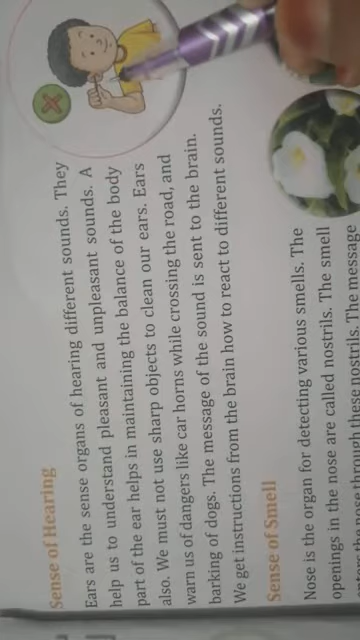 Sense of Hearing
Ears are the sense organs of hearing different sounds. They
help us to understand pleasant and unpleasant sounds. A
part of the ear helps in maintaining the balance of the body
also. We must not use sharp objects to clean our ears. Ears
warn us of dangers like car horns while crossing the road, and
barking of dogs. The message of the sound is sent to the brain.
We get instructions from the brain how to react to different sounds.
Sense of Smell
Nose is the organ for detecting various smells. The
openings in the nose are called nostrils. The smell
the nose through these nostrils. The message